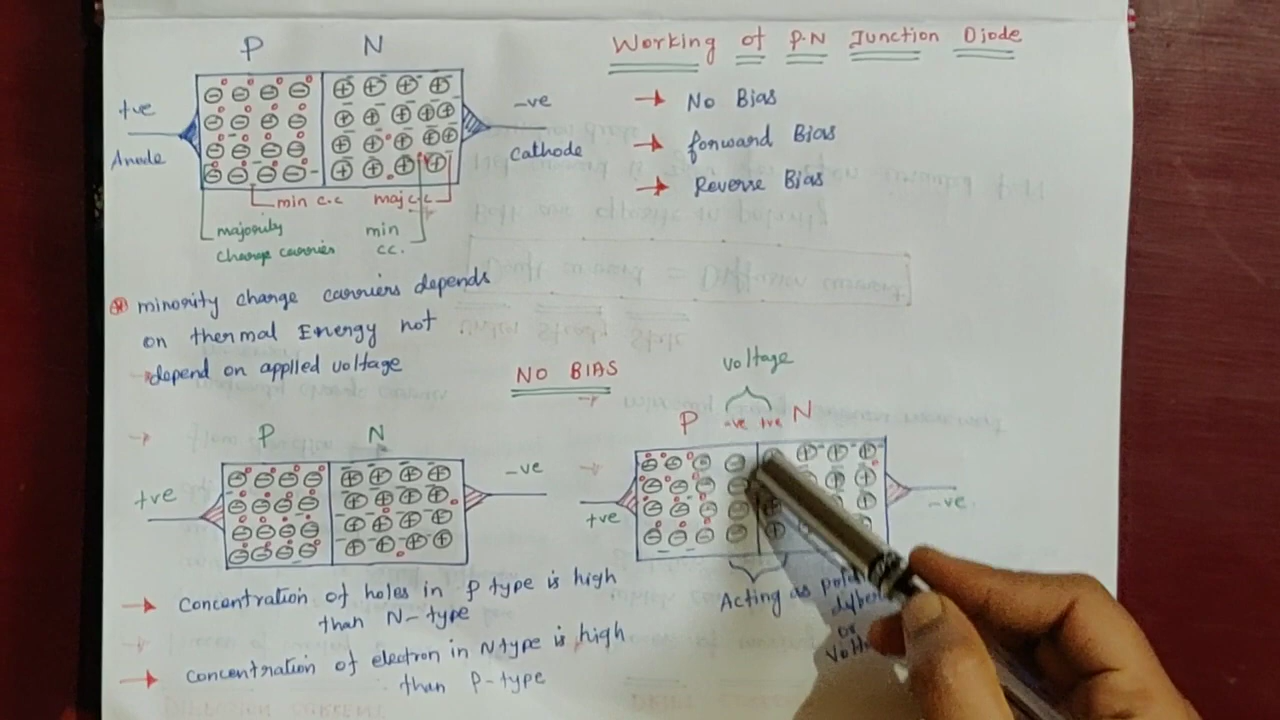 P N
Working of P-N Junction Diode
+ve
Anode
-ve
Cathode
→ No Bias
→ forward Bias
→ Reverse Bias
min c.c maj c.c
majority
charge carries
min
cc.
minority charge carriers depends
on thermal Energy not
depend on applied voltage
NO BIAS
voltage
P -ve +ve N
P N
+ve
-ve
+ve
-ve
Acting as
or
→ Concentration of holes in P type is high
than N-type
→ concentration of electron in N type is high
than P-type